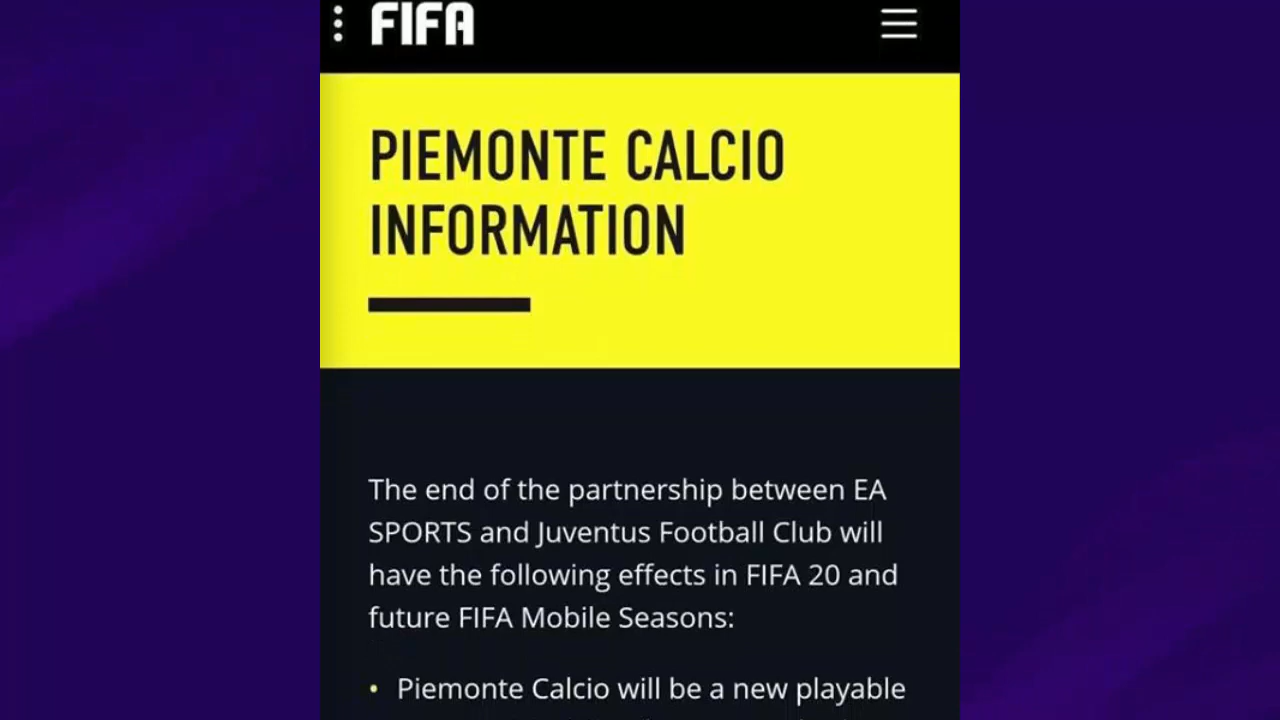 FIFA
PIEMONTE CALCIO
INFORMATION
The end of the partnership between EA
SPORTS and Juventus Football Club will
have the following effects in FIFA 20 and
future FIFA Mobile Seasons:
• Piemonte Calcio will be a new playable